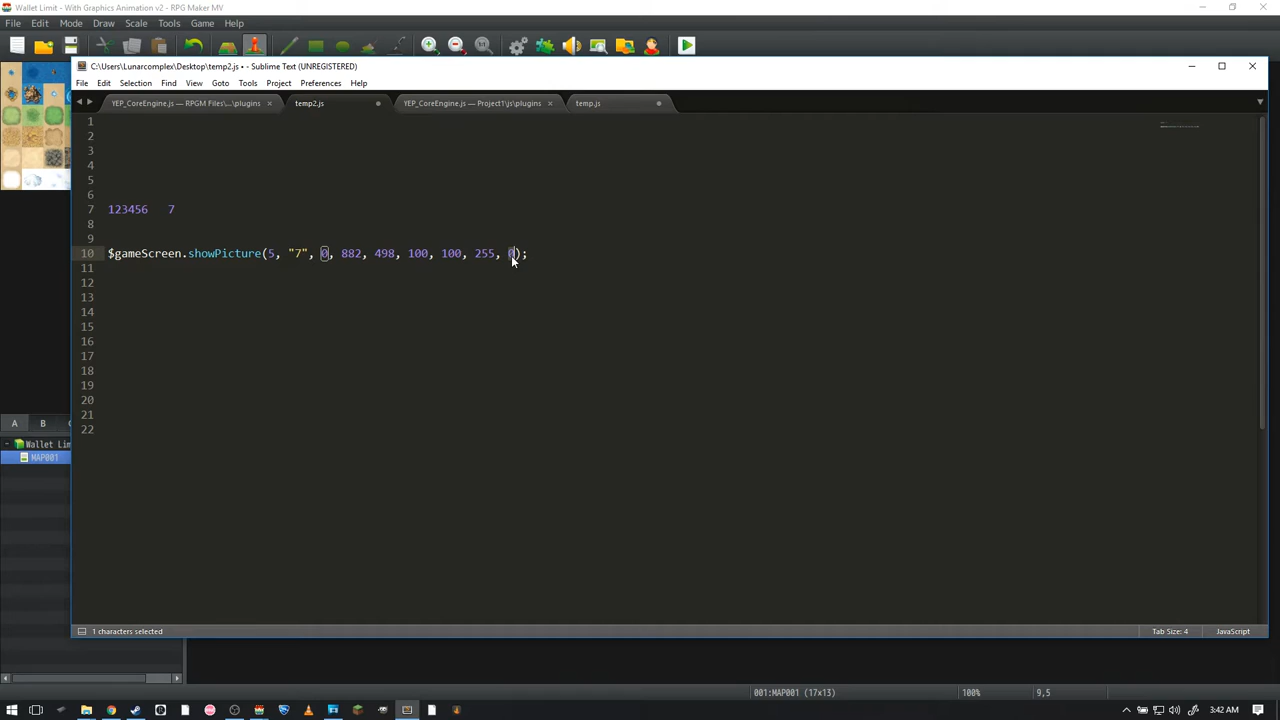 Wallet Limit - With Graphics Animation v2 - RPG Maker MV
File Edit Mode Draw Scale Tools Game Help
C:\Users\Lunarcomplex\Desktop\temp2.js • - Sublime Text (UNREGISTERED)
File Edit Selection Find View Goto Tools Project Preferences Help
YEP_CoreEngine.js — RPGM Files\...\plugins × temp2.js YEP_CoreEngine.js — Project1\js\plugins × temp.js
1
2
3
4
5
6
7 123456 7
8
9
10 $gameScreen.showPicture(5, "7", 0, 882, 498, 100, 100, 255, 0);
11
12
13
14
15
16
17
18
19
20
21
22
A B
Wallet Lim
MAP001
1 characters selected Tab Size: 4 JavaScript
001:MAP001 (17x13) 100% 9,5
3:42 AM